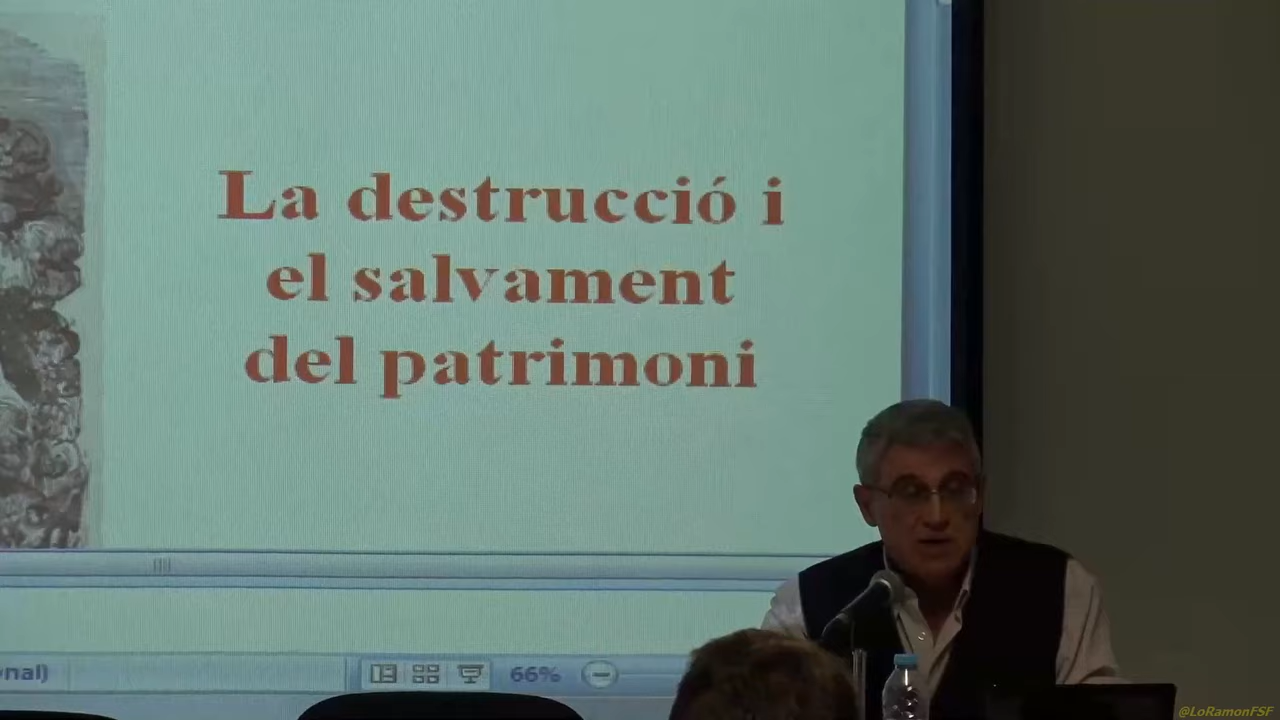 La destrucció i
el salvament
del patrimoni
nal)
66%
@LoRamonFSF